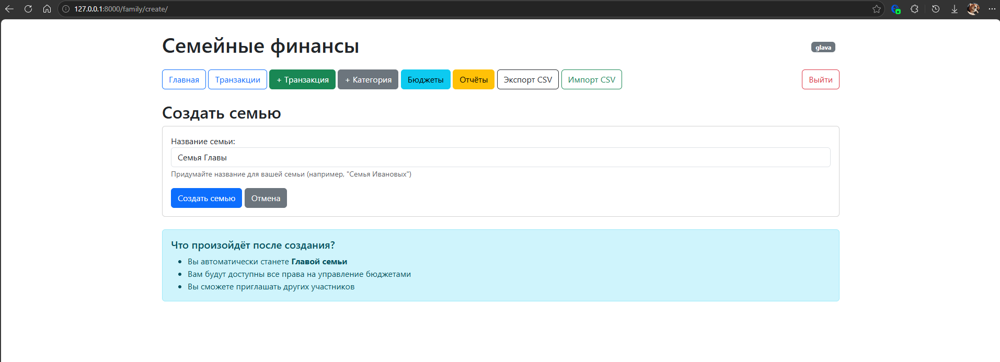 127.0.0.1:8000/family/create/
Семейные финансы
glava
Главная
Транзакции
+ Транзакция
+ Категория
Бюджеты
Отчёты
Экспорт CSV
Импорт CSV
Выйти
Создать семью
Название семьи:
Семья Главы
Придумайте название для вашей семьи (например, "Семья Ивановых")
Создать семью
Отмена
Что произойдёт после создания?
Вы автоматически станете Главой семьи
Вам будут доступны все права на управление бюджетами
Вы сможете приглашать других участников